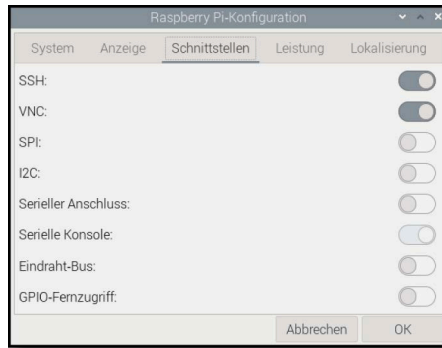 Raspberry Pi-Konfiguration
System Anzeige Schnittstellen Leistung Lokalisierung
SSH:
VNC:
SPI:
I2C:
Serieller Anschluss:
Serielle Konsole:
Eindraht-Bus:
GPIO-Fernzugriff:
Abbrechen OK